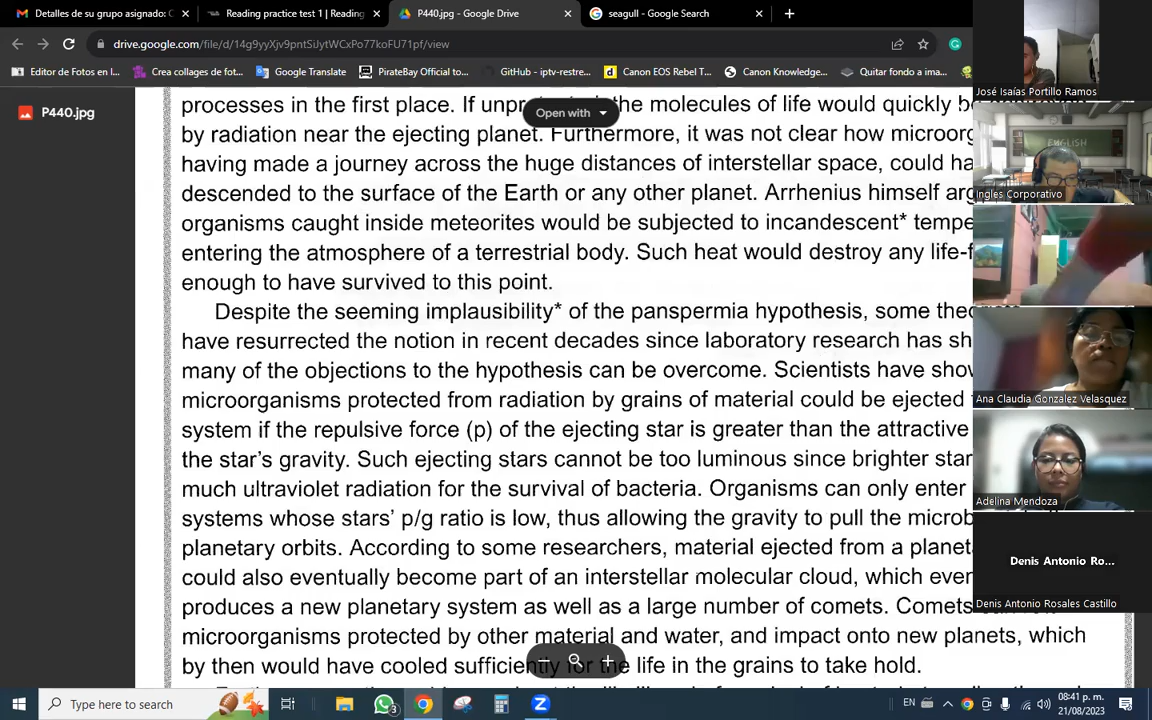 Detalles de su grupo asignado: C
Reading practice test 1 | Reading
P440.jpg - Google Drive
seagull - Google Search
drive.google.com/file/d/14g9yyXjv9pntSiJytWCxPo77koFU71pf/view
Editor de Fotos en l...
Crea collages de fot...
Google Translate
PirateBay Official to...
GitHub - iptv-restre...
Canon EOS Rebel T...
Canon Knowledge...
Quitar fondo a ima...
P440.jpg
Open with
processes in the first place. If the molecules of life would quickly
by radiation near the ejecting planet. Furthermore, it was not clear how
having made a journey across the huge distances of interstellar space, could
descended to the surface of the Earth or any other planet. Arrhenius himself
organisms caught inside meteorites would be subjected to incandescent*
entering the atmosphere of a terrestrial body. Such heat would destroy any life-f
enough to have survived to this point.
Despite the seeming implausibility* of the panspermia hypothesis, some
have resurrected the notion in recent decades since laboratory research has sh
many of the objections to the hypothesis can be overcome. Scientists have
microorganisms protected from radiation by grains of material could be ejected
system if the repulsive force (p) of the ejecting star is greater than the attractive
the star's gravity. Such ejecting stars cannot be too luminous since brighter star
much ultraviolet radiation for the survival of bacteria. Organisms can only enter
systems whose stars' p/g ratio is low, thus allowing the gravity to pull the microb
planetary orbits. According to some researchers, material ejected from a planet
could also eventually become part of an interstellar molecular cloud, which
produces a new planetary system as well as a large number of comets. Comets
microorganisms protected by other material and water, and impact onto new planets, which
by then would have cooled sufficiently for the life in the grains to take hold.
José Isaías Portillo Ramos
ENGLISH
Ingles Corporativo
Ana Claudia Gonzalez Velasquez
Adelina Mendoza
Denis Antonio Ro...
Denis Antonio Rosales Castillo
Type here to search
3
EN
08:41 p. m.
21/08/2023